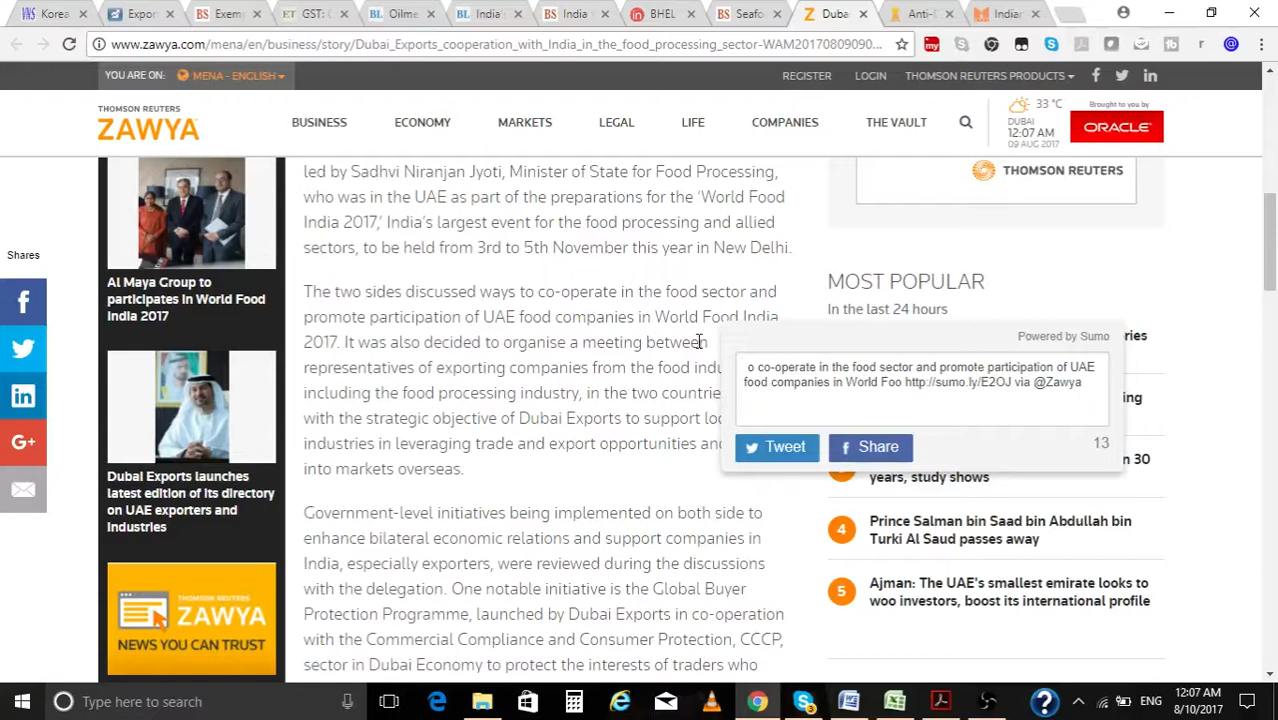 Korea
Expor
Exem
GST: C
Oilme
India'
India v
BHEL
Seafo
Duba
Anti-
Indian
www.zawya.com/mena/en/business/story/Dubai_Exports_cooperation_with_India_in_the_food_processing_sector-WAM20170809090...
YOU ARE ON: MENA - ENGLISH
REGISTER LOGIN THOMSON REUTERS PRODUCTS
THOMSON REUTERS
ZAWYA
BUSINESS ECONOMY MARKETS LEGAL LIFE COMPANIES THE VAULT
33 °C
DUBAI
12:07 AM
09 AUG 2017
Brought to you by
ORACLE
Shares
Al Maya Group to
participates in World Food
India 2017
Dubai Exports launches
latest edition of its directory
on UAE exporters and
Industries
THOMSON REUTERS
ZAWYA
NEWS YOU CAN TRUST
led by Sadhvi Niranjan Jyoti, Minister of State for Food Processing,
who was in the UAE as part of the preparations for the 'World Food
India 2017,' India's largest event for the food processing and allied
sectors, to be held from 3rd to 5th November this year in New Delhi.
The two sides discussed ways to co-operate in the food sector and
promote participation of UAE food companies in World Food India
2017. It was also decided to organise a meeting between
representatives of exporting companies from the food indu
including the food processing industry, in the two countrie
with the strategic objective of Dubai Exports to support loc
industries in leveraging trade and export opportunities and
into markets overseas.
Government-level initiatives being implemented on both side to
enhance bilateral economic relations and support companies in
India, especially exporters, were reviewed during the discussions
with the delegation. One notable initiative is the Global Buyer
Protection Programme, launched by Dubai Exports in co-operation
with the Commercial Compliance and Consumer Protection, CCCP,
sector in Dubai Economy to protect the interests of traders who
THOMSON REUTERS
MOST POPULAR
In the last 24 hours
ries
Powered by Sumo
o co-operate in the food sector and promote participation of UAE
food companies in World Foo http://sumo.ly/E2OJ via @Zawya
Tweet
Share
13
ing
n 30
years, study shows
4 Prince Salman bin Saad bin Abdullah bin
Turki Al Saud passes away
5 Ajman: The UAE's smallest emirate looks to
woo investors, boost its international profile
Type here to search
ENG
12:07 AM
8/10/2017